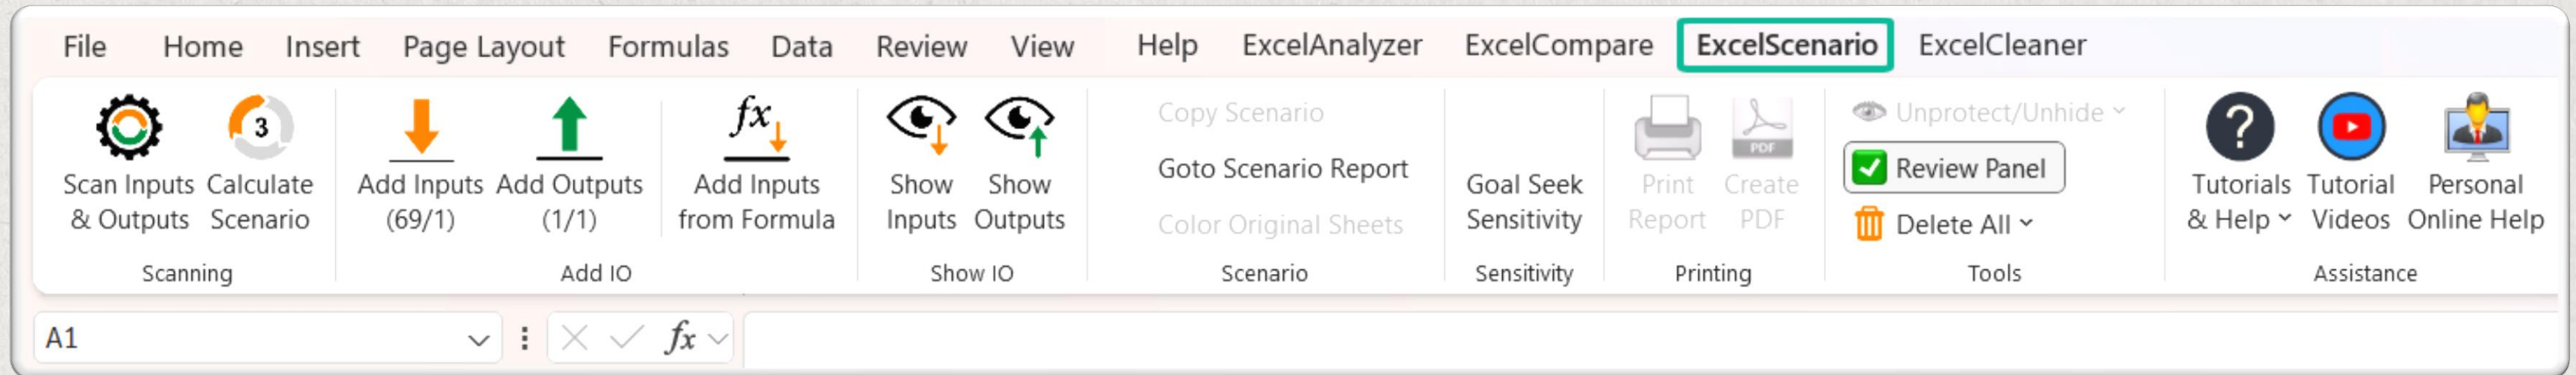 File Home Insert Page Layout Formulas Data Review View Help ExcelAnalyzer ExcelCompare ExcelScenario ExcelCleaner
Scan Inputs
& Outputs
3
Calculate
Scenario
Scanning
Add Inputs
(69/1)
Add Outputs
(1/1)
fx
Add Inputs
from Formula
Add IO
Show
Inputs
Show
Outputs
Show IO
Copy Scenario
Goto Scenario Report
Color Original Sheets
Scenario
Goal Seek
Sensitivity
Sensitivity
Print
Report
PDF
Create
PDF
Printing
Unprotect/Unhide
Review Panel
Delete All
Tools
?
Tutorials
& Help
Tutorial
Videos
Personal
Online Help
Assistance
A1
fx